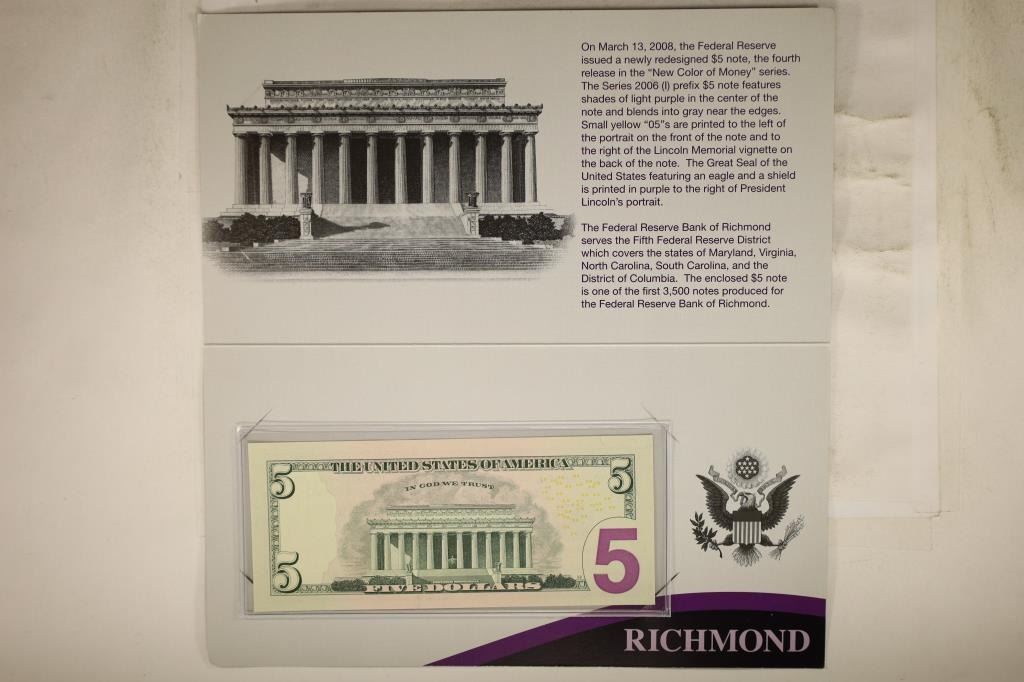 On March 13, 2008, the Federal Reserve
issued a newly redesigned $5 note, the fourth
release in the “New Color of Money” series.
The Series 2006 (I) prefix $5 note features
shades of light purple in the center of the
note and blends into gray near the edges.
Small yellow “05”s are printed to the left of
the portrait on the front of the note and to
the right of the Lincoln Memorial vignette on
the back of the note. The Great Seal of the
United States featuring an eagle and a shield
is printed in purple to the right of President
Lincoln's portrait.
The Federal Reserve Bank of Richmond
serves the Fifth Federal Reserve District
which covers the states of Maryland, Virginia,
North Carolina, South Carolina, and the
District of Columbia. The enclosed $5 note
is one of the first 3,500 notes produced for
the Federal Reserve Bank of Richmond.
5 THE UNITED STATES OF AMERICA 5
IN GOD WE TRUST
5 FIVE DOLLARS 5
RICHMOND